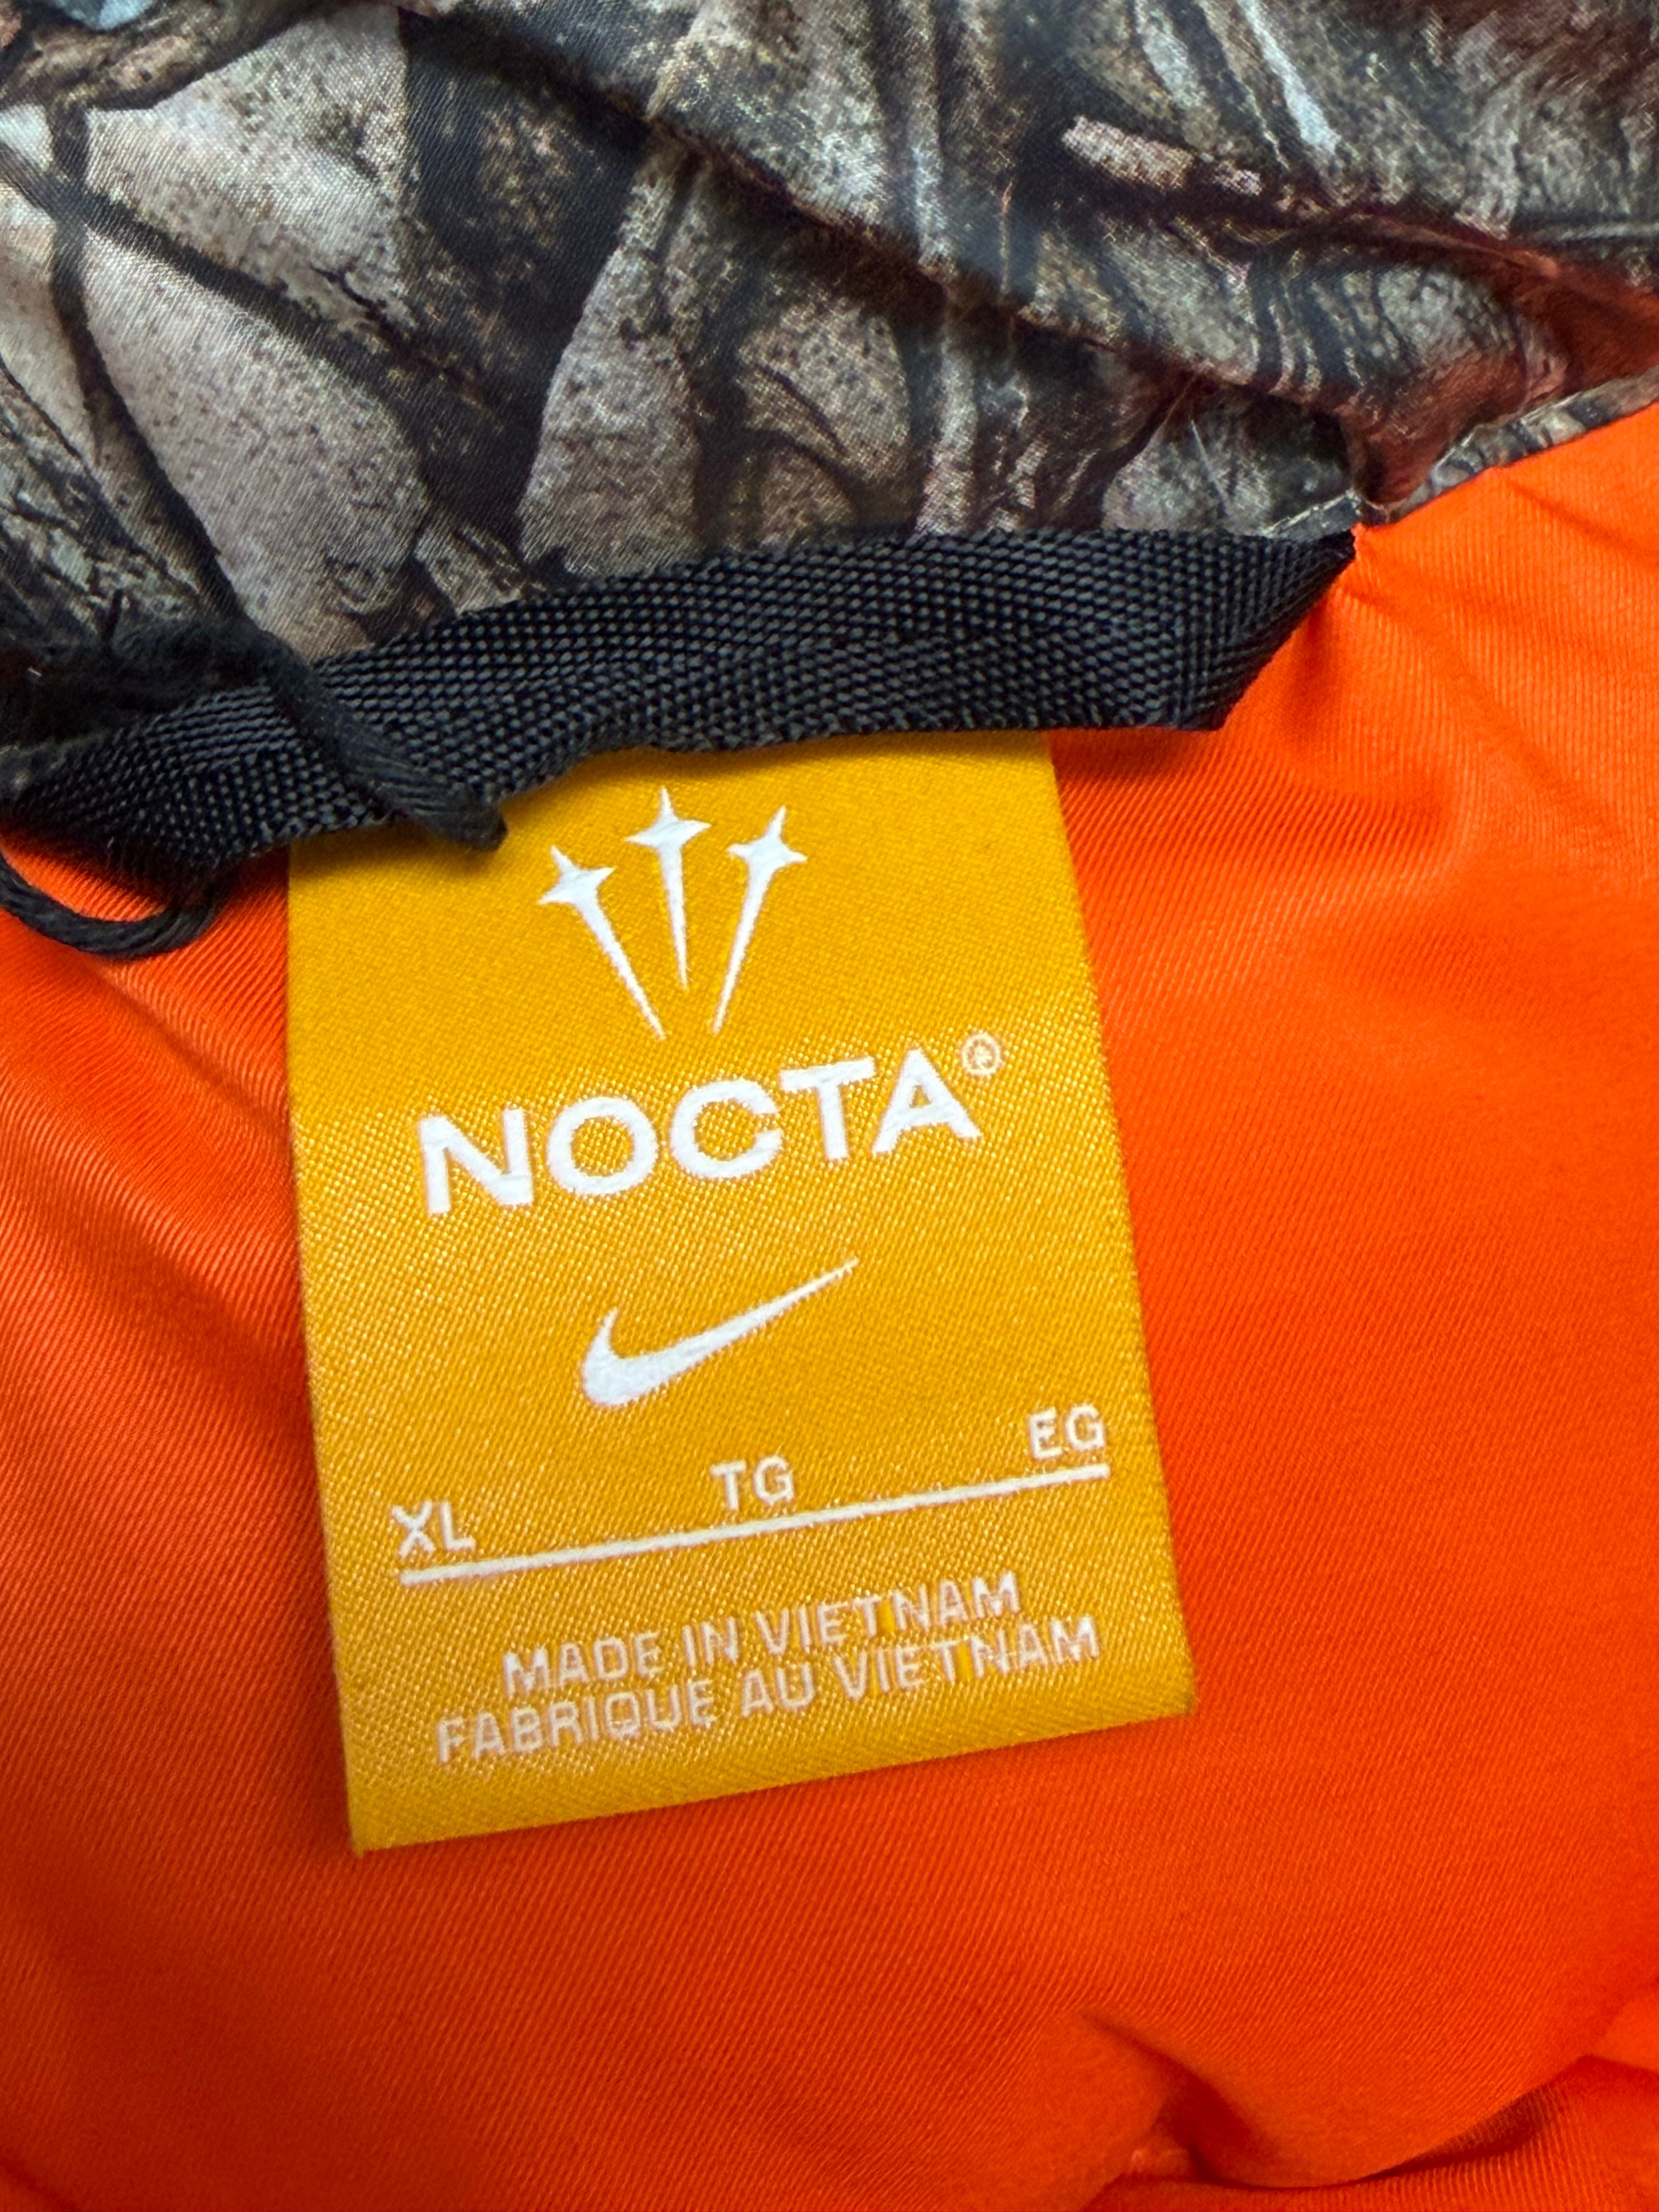 NOCTA®
XL TG EG
MADE IN VIETNAM
FABRIQUE AU VIETNAM